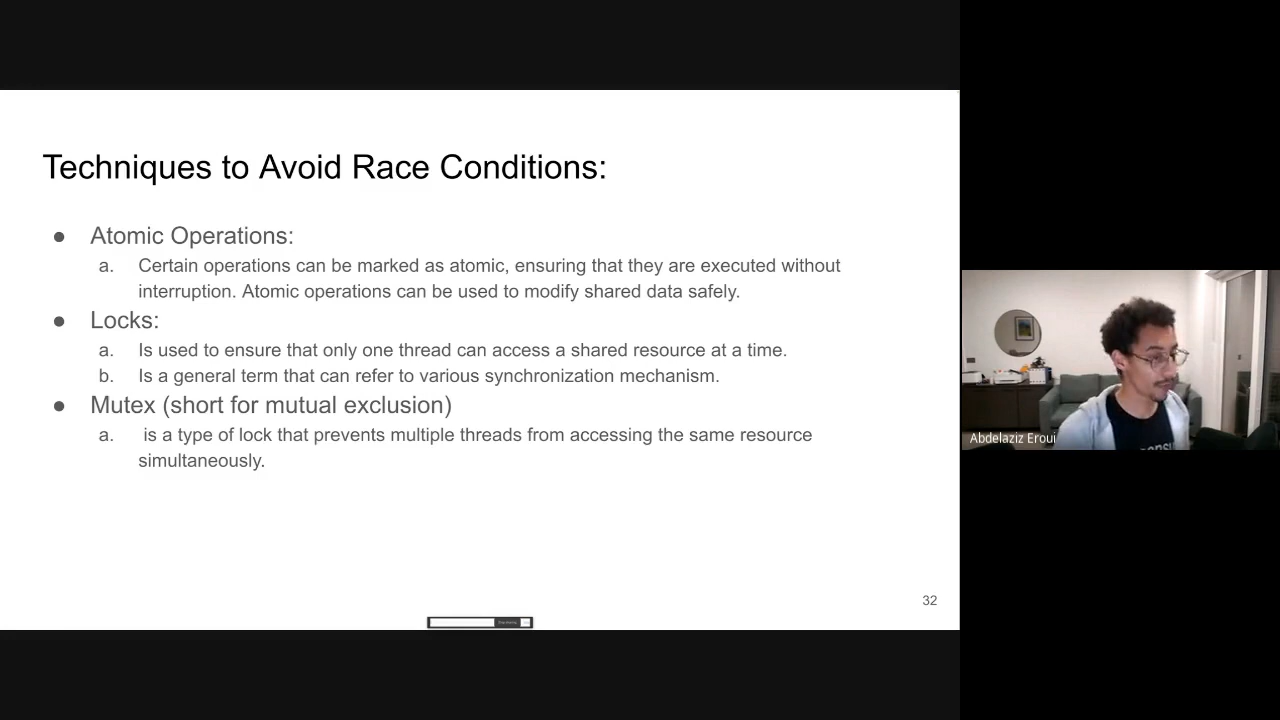 Techniques to Avoid Race Conditions:
● Atomic Operations:
a. Certain operations can be marked as atomic, ensuring that they are executed without
interruption. Atomic operations can be used to modify shared data safely.
● Locks:
a. Is used to ensure that only one thread can access a shared resource at a time.
b. Is a general term that can refer to various synchronization mechanism.
● Mutex (short for mutual exclusion)
a. is a type of lock that prevents multiple threads from accessing the same resource
simultaneously.
32
Abdelaziz Eroui